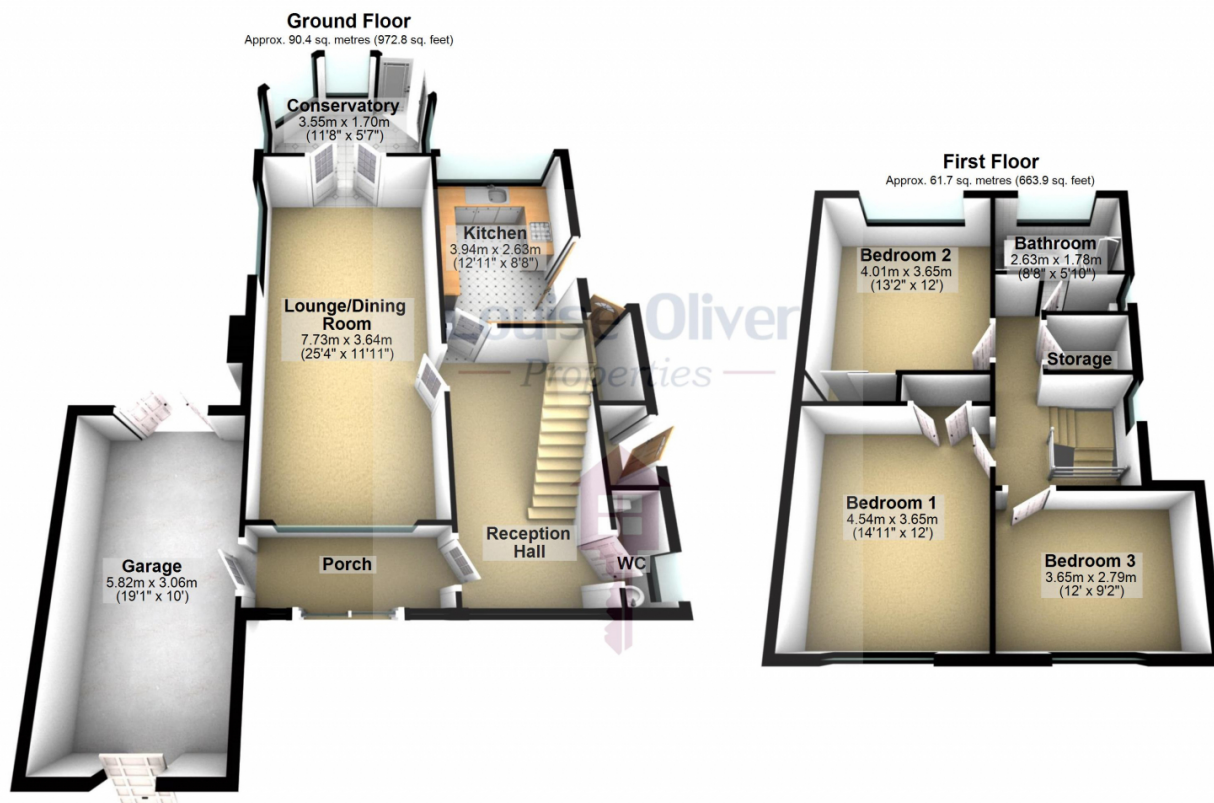 Ground Floor
Approx. 90.4 sq. metres (972.8 sq. feet)
Conservatory
3.55m x 1.70m
(11'8" x 5'7")
Kitchen
3.94m x 2.63m
(12'11" x 8'8")
Lounge/Dining
Room
7.73m x 3.64m
(25'4" x 11'11")
Garage
5.82m x 3.06m
(19'1" x 10')
Porch
Reception
Hall
WC
First Floor
Approx. 61.7 sq. metres (663.9 sq. feet)
Bedroom 2
4.01m x 3.65m
(13'2" x 12')
Bathroom
2.63m x 1.78m
(8'8" x 5'10")
Storage
Bedroom 1
4.54m x 3.65m
(14'11" x 12')
Bedroom 3
3.65m x 2.79m
(12' x 9'2")
Louise Oliver
Properties